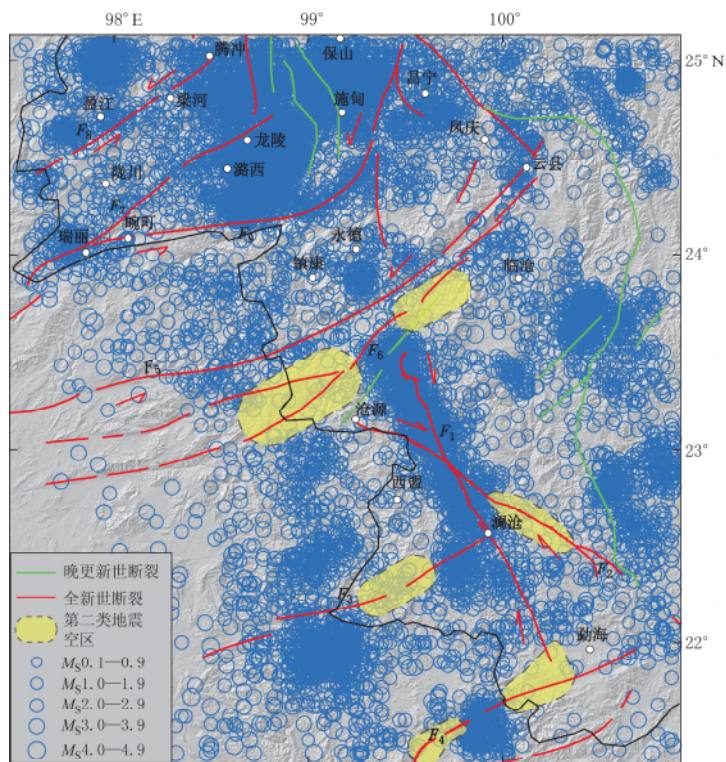 98°E 99° 100°
腾冲
保山
25°N
盈江
梁河
昌宁
施甸
F8
龙陵
凤庆
潞西
云县
陇川
畹町
瑞丽
永德
24°
镇康
临沧
F5
F6
沧源
F1
23°
西盟
澜沧
晚更新世断裂
全新世断裂
F2
第二类地震
空区
勐海
22°
MS0.1—0.9
MS1.0—1.9
MS2.0—2.9
MS3.0—3.9
MS4.0—4.9
F4